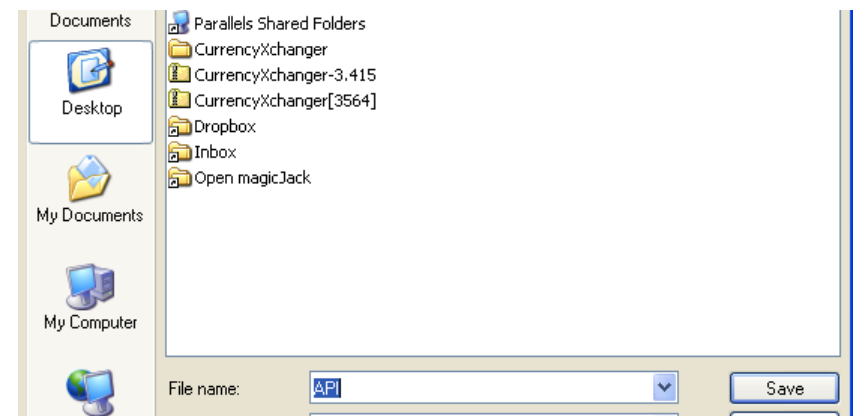 Documents
Desktop
My Documents
My Computer
Parallels Shared Folders
CurrencyXchanger
CurrencyXchanger-3.415
CurrencyXchanger[3564]
Dropbox
Inbox
Open magicJack
File name:
API
Save